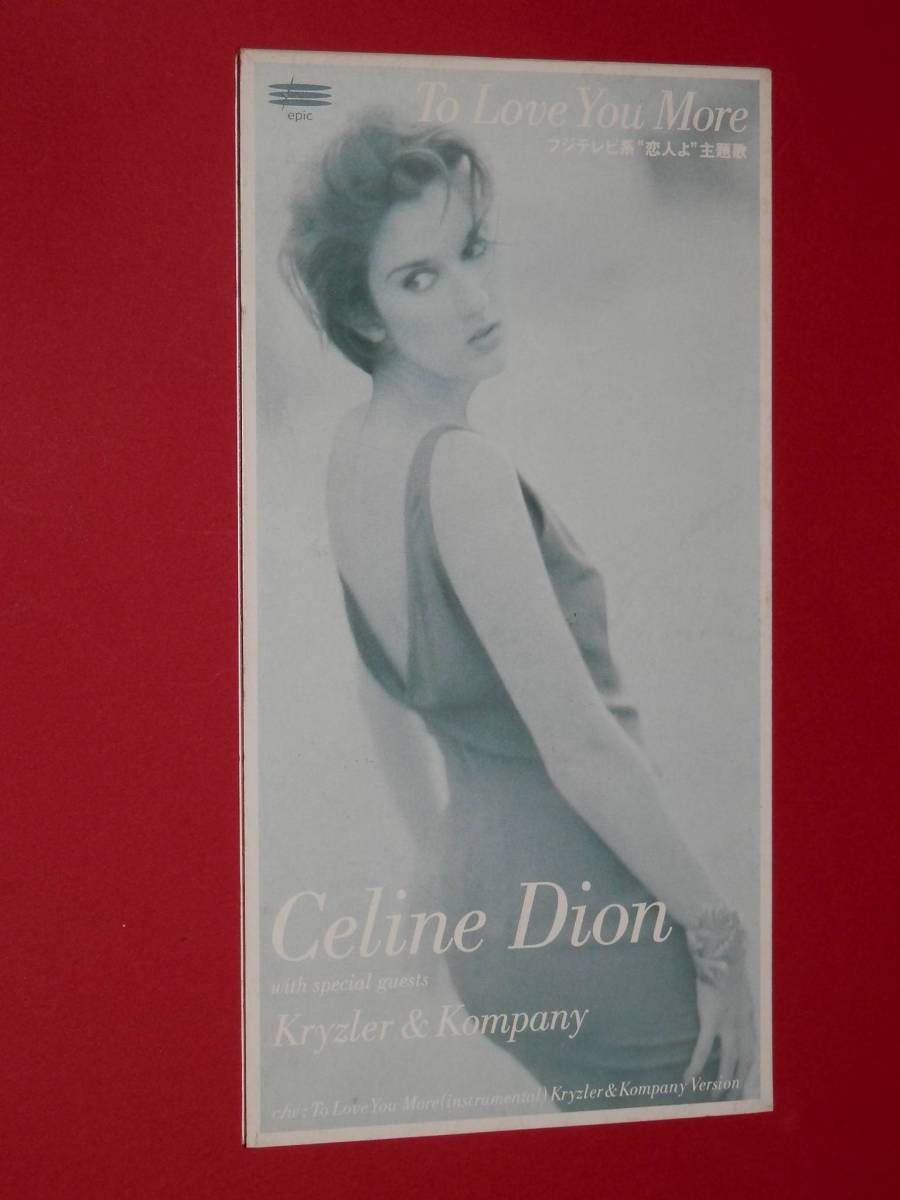 epic
To Love You More
フジテレビ系"恋人よ"主題歌
Celine Dion
with special guests
Kryzler & Kompany
c/w: To Love You More (instrumental) Kryzler & Kompany Version